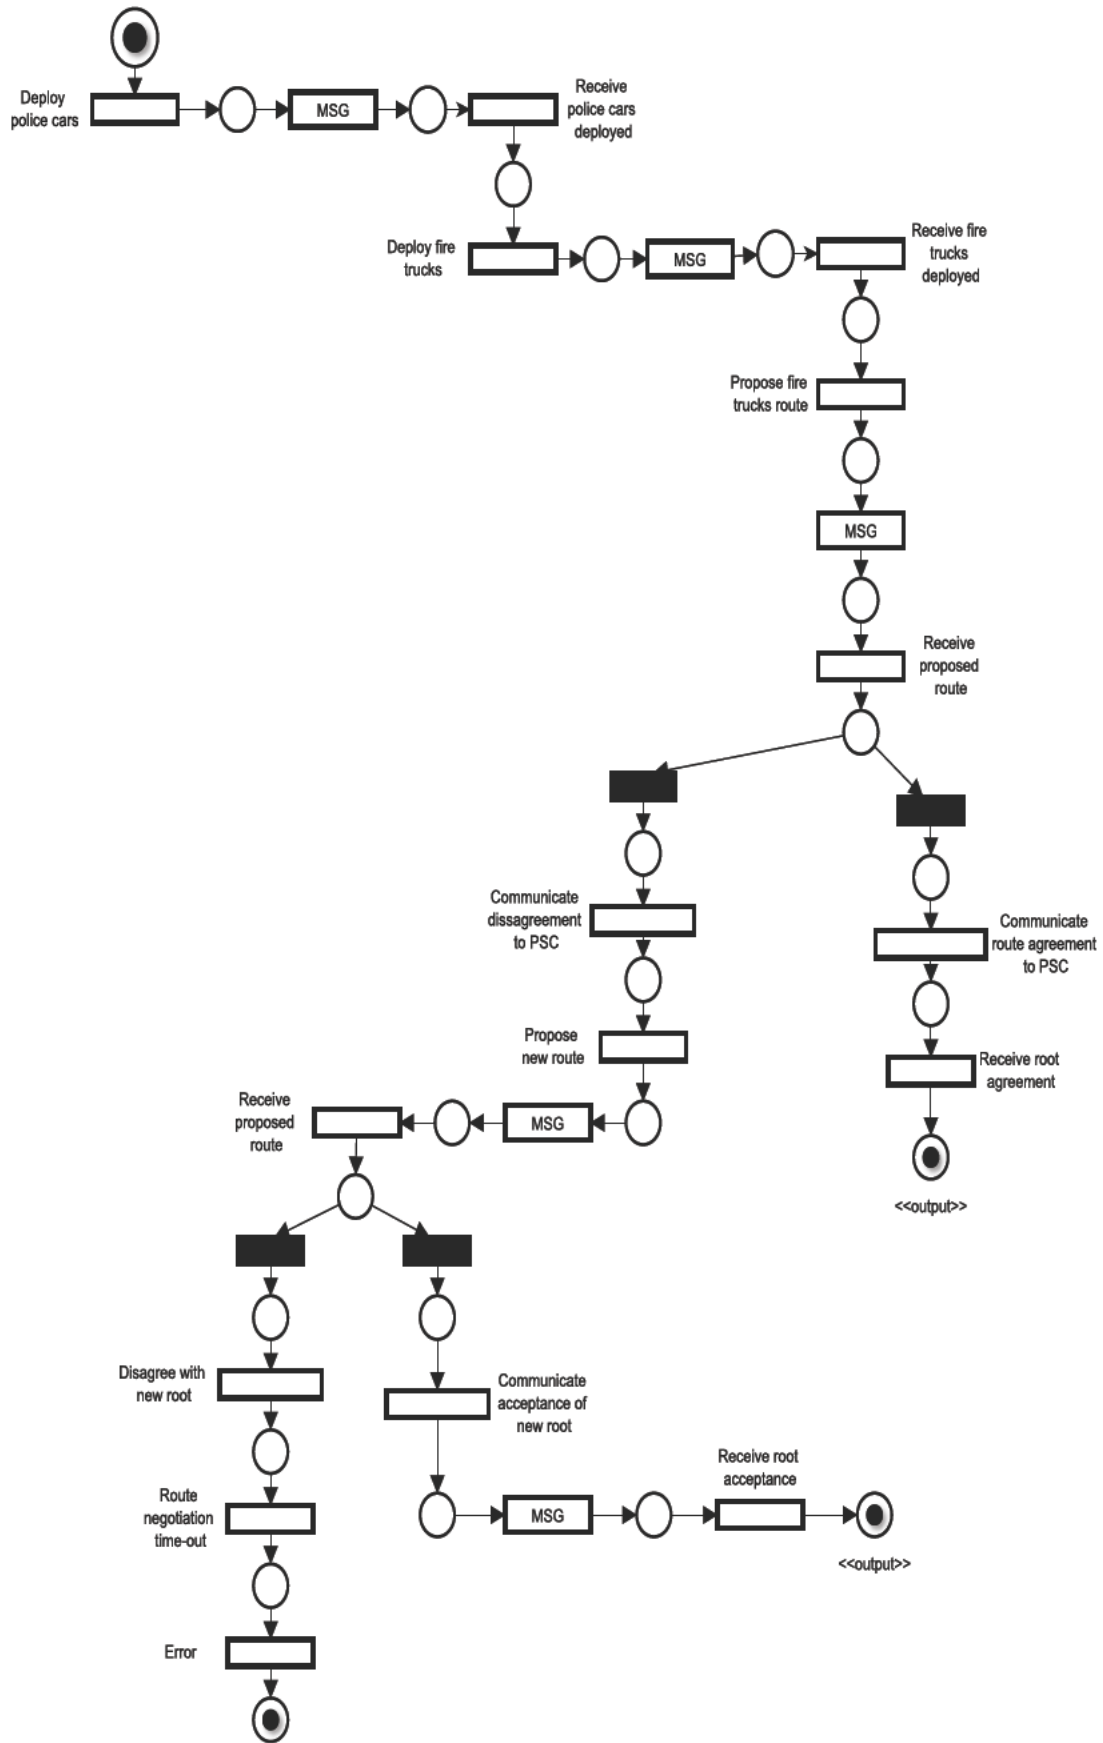 Deploy
police cars
MSG
Receive
police cars
deployed
Deploy fire
trucks
MSG
Receive fire
trucks
deployed
Propose fire
trucks route
MSG
Receive
proposed
route
Communicate
dissagreement
to PSC
Communicate
route agreement
to PSC
Propose
new route
Receive root
agreement
Receive
proposed
route
MSG
<<output>>
Disagree with
new root
Communicate
acceptance of
new root
Receive root
acceptance
Route
negotiation
time-out
MSG
<<output>>
Error